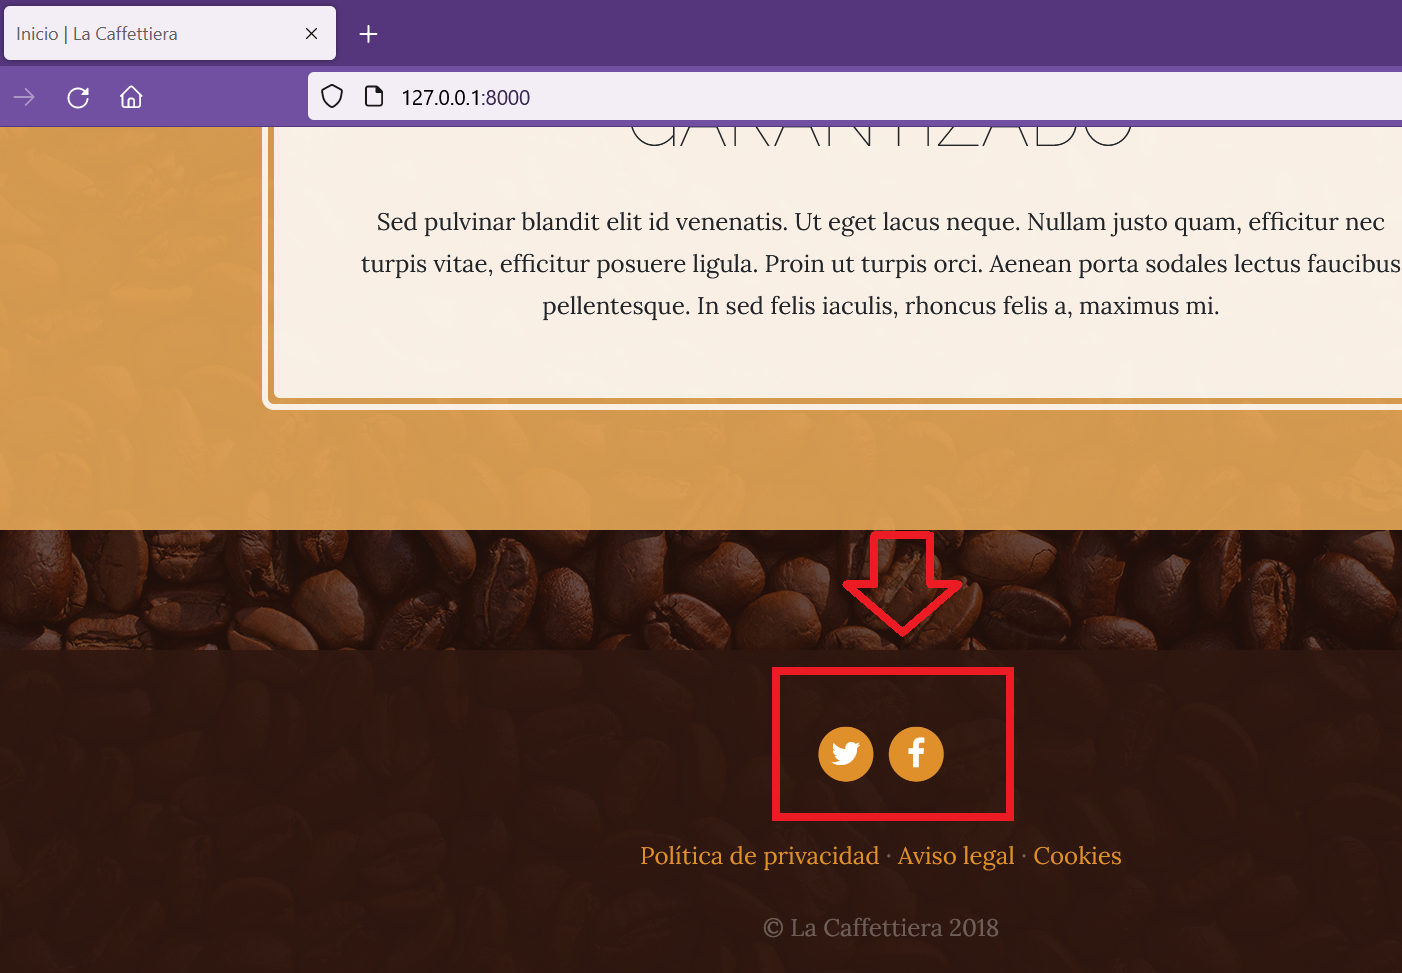 Inicio | La Caffettiera
127.0.0.1:8000
GARANTIZADO
Sed pulvinar blandit elit id venenatis. Ut eget lacus neque. Nullam justo quam, efficitur nec
turpis vitae, efficitur posuere ligula. Proin ut turpis orci. Aenean porta sodales lectus faucibus
pellentesque. In sed felis iaculis, rhoncus felis a, maximus mi.
Política de privacidad · Aviso legal · Cookies
© La Caffettiera 2018